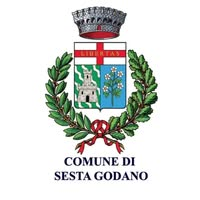 LIBERTAS
COMUNE DI
SESTA GODANO